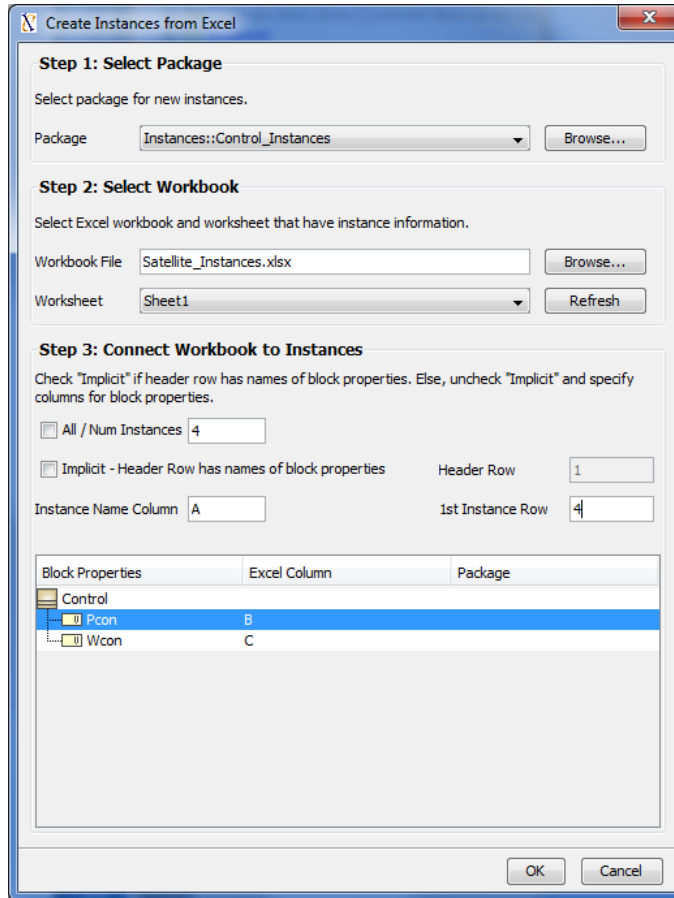 Create Instances from Excel
Step 1: Select Package
Select package for new instances.
Package Instances::Control_Instances Browse...
Step 2: Select Workbook
Select Excel workbook and worksheet that have instance information.
Workbook File Satellite_Instances.xlsx Browse...
Worksheet Sheet1 Refresh
Step 3: Connect Workbook to Instances
Check "Implicit" if header row has names of block properties. Else, uncheck "Implicit" and specify
columns for block properties.
All / Num Instances 4
Implicit - Header Row has names of block properties Header Row 1
Instance Name Column A 1st Instance Row 4
Block Properties Excel Column Package
Control
Pcon B
Wcon C
OK Cancel